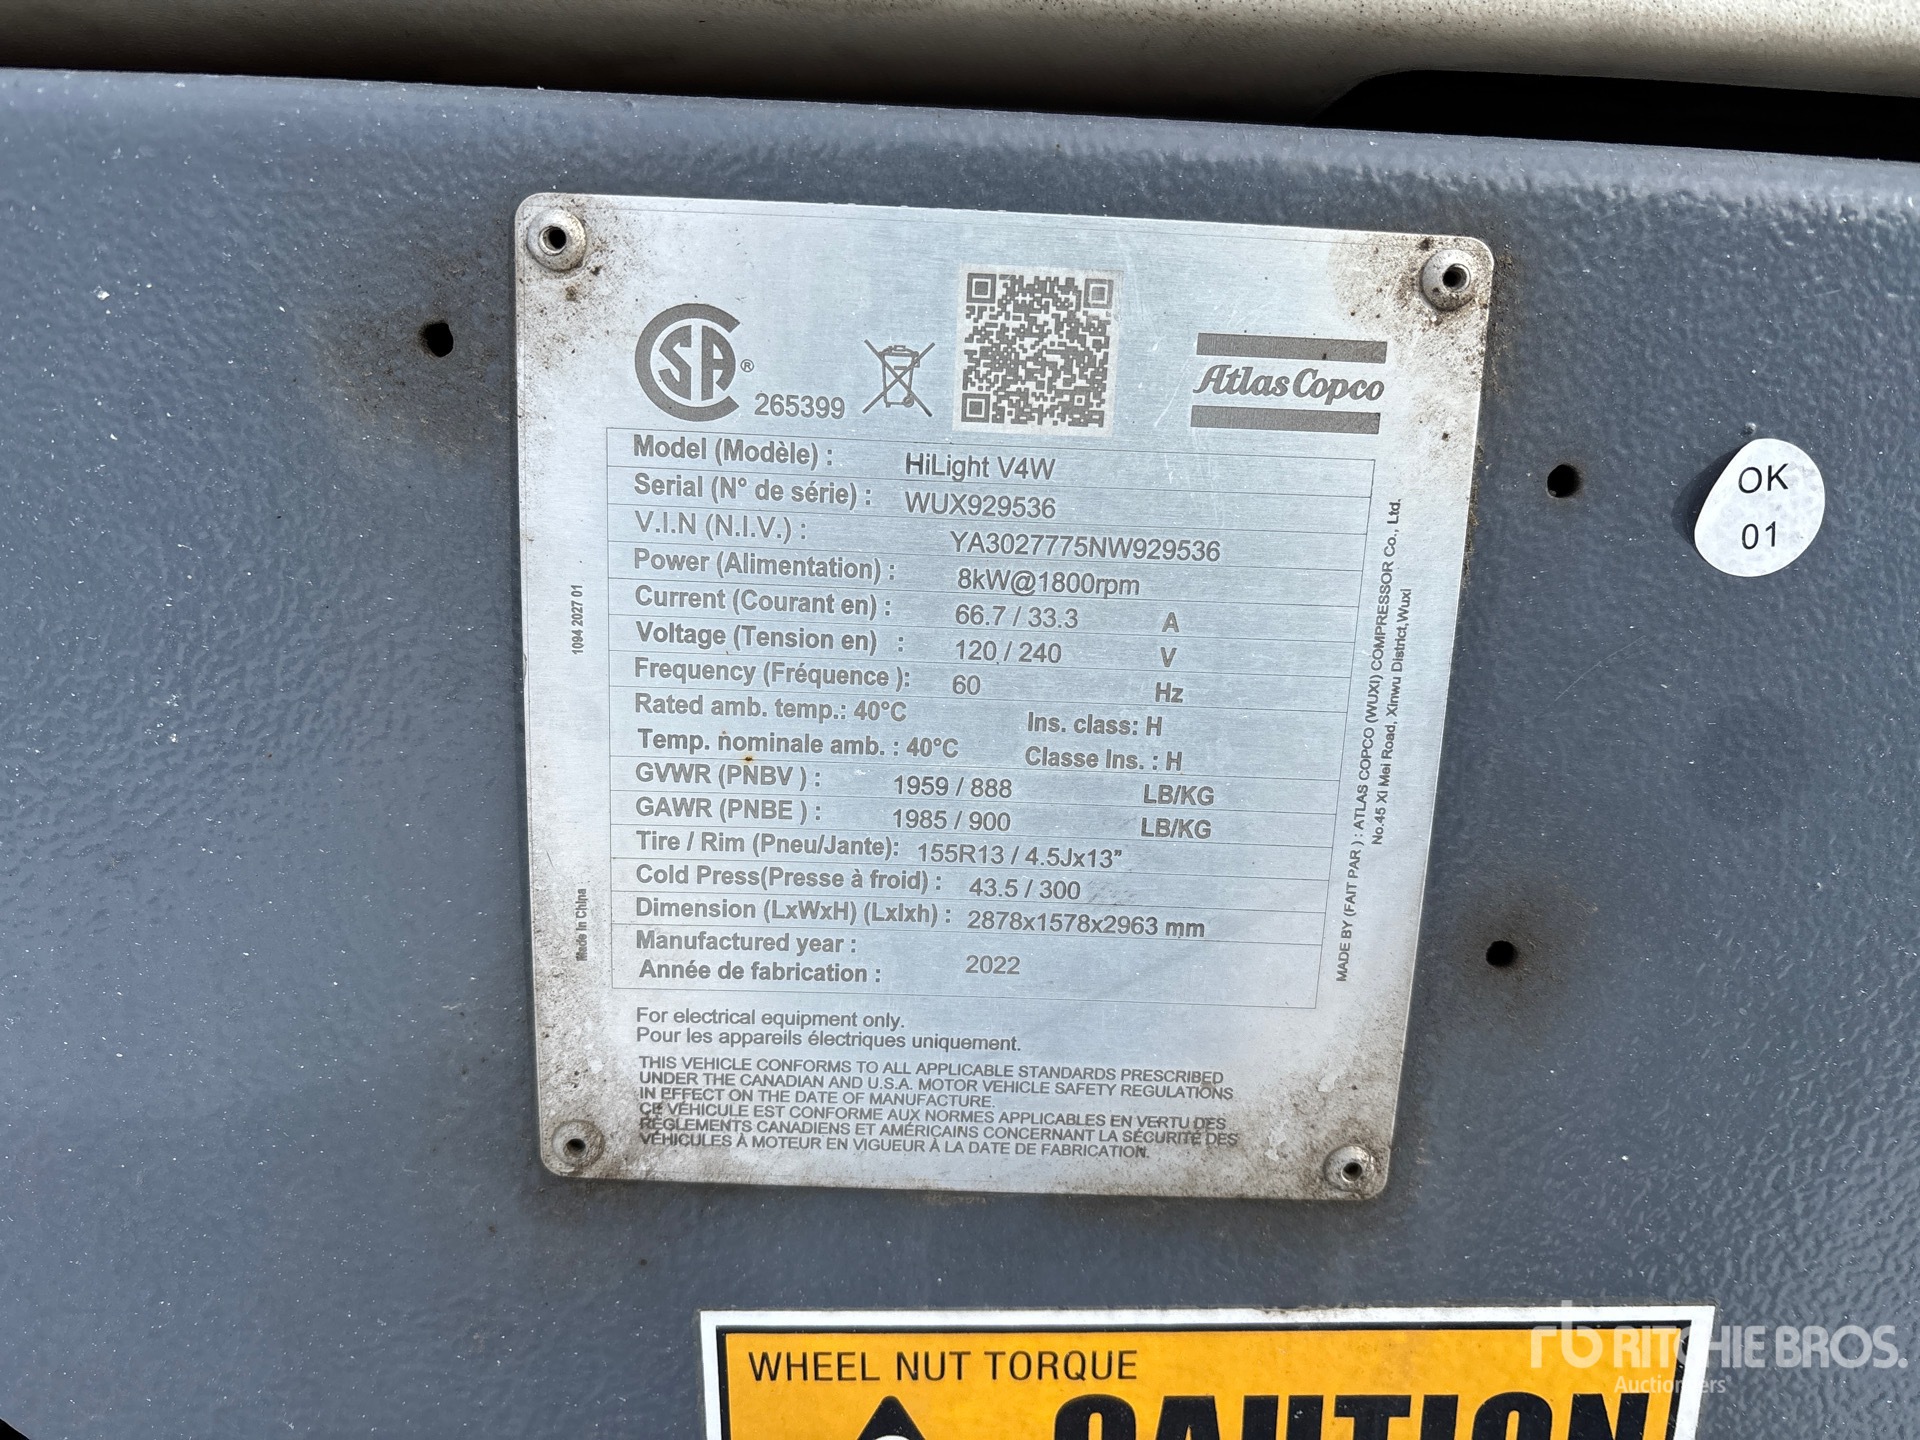 SA ®
265399
Atlas Copco
Model (Modèle) : HiLight V4W
Serial (N° de série) : WUX929536
V.I.N (N.I.V.) : YA3027775NW929536
Power (Alimentation) : 8kW@1800rpm
Current (Courant en) : 66.7 / 33.3 A
Voltage (Tension en) : 120 / 240 V
Frequency (Fréquence ): 60 Hz
Rated amb. temp.: 40°C Ins. class: H
Temp. nominale amb. : 40°C Classe Ins. : H
GVWR (PNBV ) : 1959 / 888 LB/KG
GAWR (PNBE ) : 1985 / 900 LB/KG
Tire / Rim (Pneu/Jante): 155R13 / 4.5Jx13"
Cold Press(Presse à froid) : 43.5 / 300
Dimension (LxWxH) (Lxlxh) : 2878x1578x2963 mm
Manufactured year :
Année de fabrication : 2022
For electrical equipment only.
Pour les appareils électriques uniquement.
THIS VEHICLE CONFORMS TO ALL APPLICABLE STANDARDS PRESCRIBED
UNDER THE CANADIAN AND U.S.A. MOTOR VEHICLE SAFETY REGULATIONS
IN EFFECT ON THE DATE OF MANUFACTURE.
CE VÉHICULE EST CONFORME AUX NORMES APPLICABLES EN VERTU DES
RÈGLEMENTS CANADIENS ET AMÉRICAINS CONCERNANT LA SÉCURITÉ DES
VÉHICULES À MOTEUR EN VIGUEUR À LA DATE DE FABRICATION.
1094 2027 01
Made in China
MADE BY (FAIT PAR ) : ATLAS COPCO (WUXI) COMPRESSOR Co., Ltd.
No.45 Xi Mei Road, Xinwu District,Wuxi
OK
01
WHEEL NUT TORQUE
CAUTION
rb RITCHIE BROS.
Auctioneers